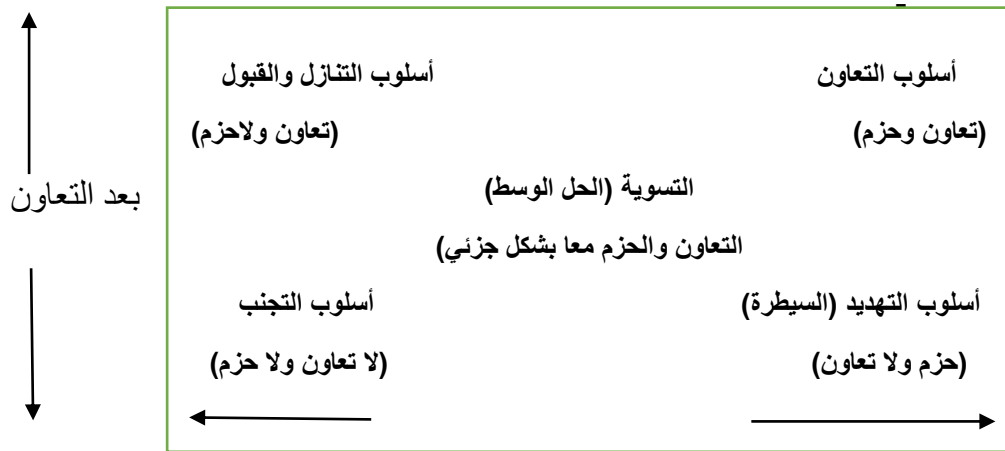 أسلوب التعاون
أسلوب التنازل والقبول
(تعاون وحزم)
(تعاون ولاحزم)
التسوية (الحل الوسط)
بعد التعاون
التعاون والحزم معا بشكل جزئي)
أسلوب التهديد (السيطرة)
أسلوب التجنب
(حزم ولا تعاون)
(لا تعاون ولا حزم)